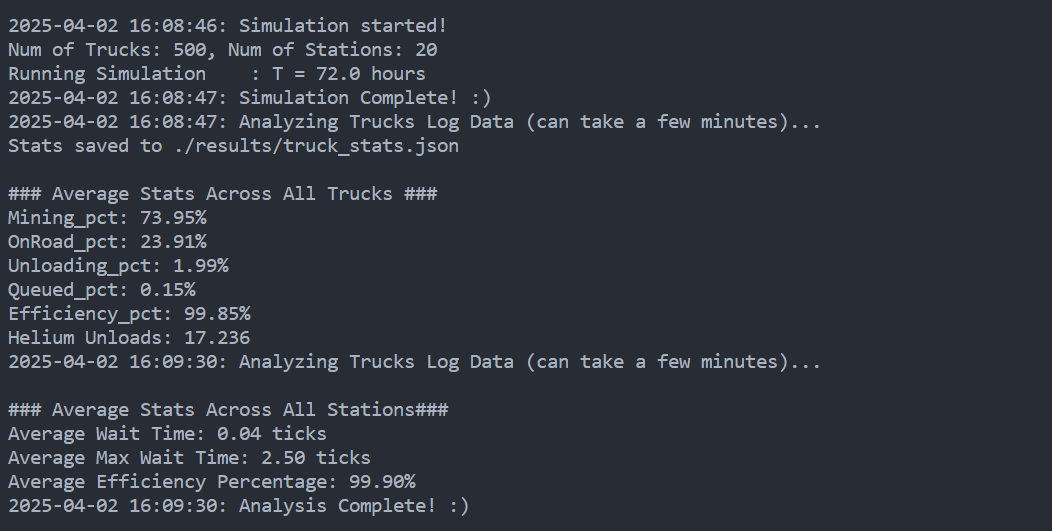 2025-04-02 16:08:46: Simulation started!
Num of Trucks: 500, Num of Stations: 20
Running Simulation    : T = 72.0 hours
2025-04-02 16:08:47: Simulation Complete! :)
2025-04-02 16:08:47: Analyzing Trucks Log Data (can take a few minutes)...
Stats saved to ./results/truck_stats.json

### Average Stats Across All Trucks ###
Mining_pct: 73.95%
OnRoad_pct: 23.91%
Unloading_pct: 1.99%
Queued_pct: 0.15%
Efficiency_pct: 99.85%
Helium Unloads: 17.236
2025-04-02 16:09:30: Analyzing Trucks Log Data (can take a few minutes)...

### Average Stats Across All Stations###
Average Wait Time: 0.04 ticks
Average Max Wait Time: 2.50 ticks
Average Efficiency Percentage: 99.90%
2025-04-02 16:09:30: Analysis Complete! :)